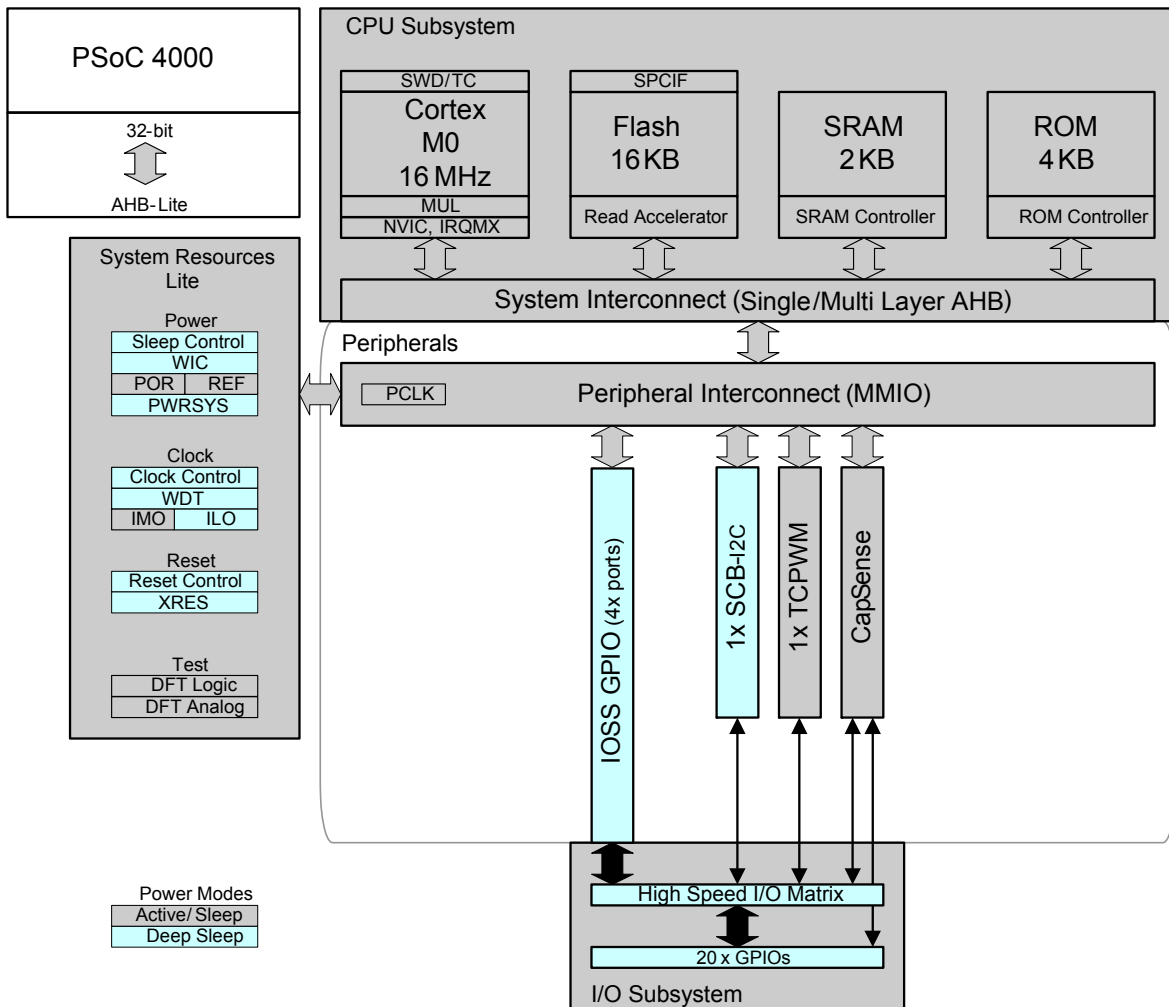 PSoC 4000
32-bit
AHB-Lite
CPU Subsystem
SWD/TC
Cortex
M0
16 MHz
MUL
NVIC, IRQMX
SPCIF
Flash
16 KB
Read Accelerator
SRAM
2 KB
SRAM Controller
ROM
4 KB
ROM Controller
System Interconnect (Single/Multi Layer AHB)
System Resources
Lite
Power
Sleep Control
WIC
POR REF
PWRSYS
Clock
Clock Control
WDT
IMO ILO
Reset
Reset Control
XRES
Test
DFT Logic
DFT Analog
Peripherals
PCLK
Peripheral Interconnect (MMIO)
IOSS GPIO (4x ports)
1x SCB-I2C
1x TCPWM
CapSense
High Speed I/O Matrix
20 x GPIOs
I/O Subsystem
Power Modes
Active/Sleep
Deep Sleep